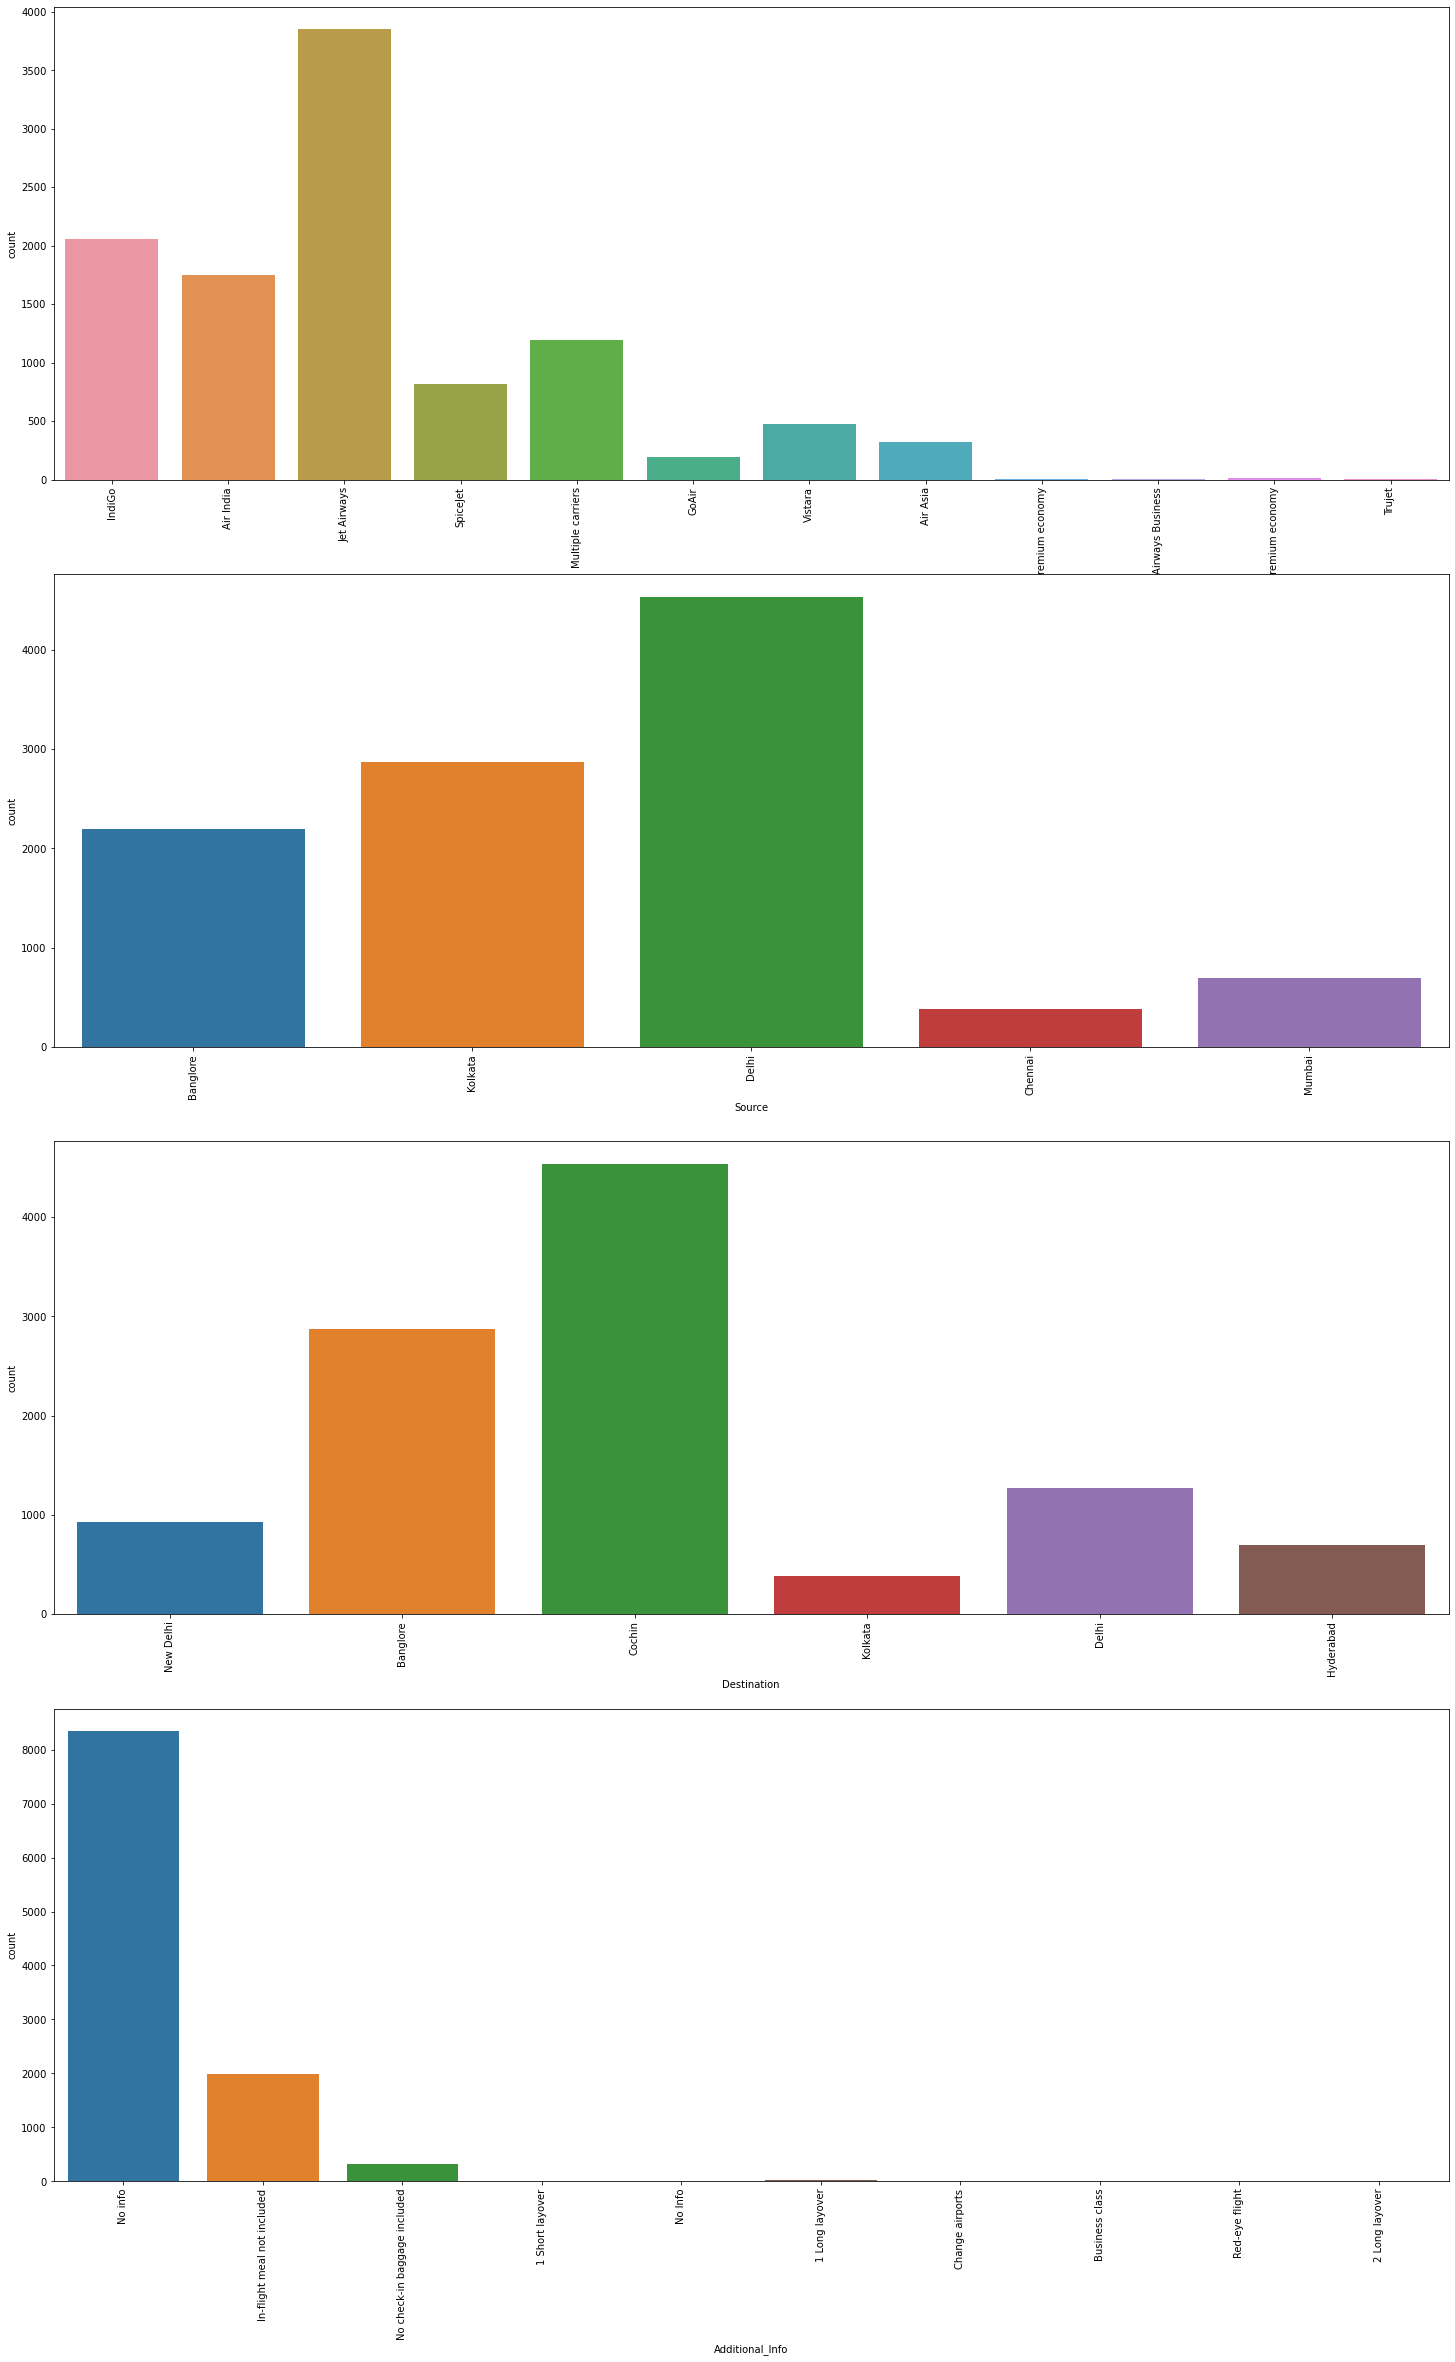 4000
3500
3000
2500
2000
1500
1000
500
0
count
IndiGo
Air India
Jet Airways
SpiceJet
Multiple carriers
GoAir
Vistara
Air Asia
remium economy
Airways Business
remium economy
Trujet
4000
3000
2000
1000
0
count
Banglore
Kolkata
Delhi
Chennai
Mumbai
Source
4000
3000
2000
1000
0
count
New Delhi
Banglore
Cochin
Kolkata
Delhi
Hyderabad
Destination
8000
7000
6000
5000
4000
3000
2000
1000
0
count
No info
In-flight meal not included
No check-in baggage included
1 Short layover
No Info
1 Long layover
Change airports
Business class
Red-eye flight
2 Long layover
Additional_Info